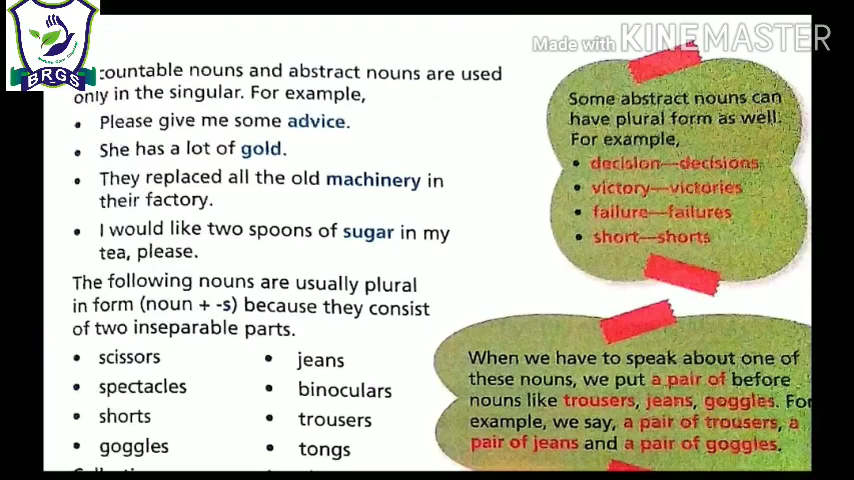 BRGS
Made with KINEMASTER
countable nouns and abstract nouns are used
only in the singular. For example,
• Please give me some advice.
• She has a lot of gold.
• They replaced all the old machinery in
their factory.
• I would like two spoons of sugar in my
tea, please.
The following nouns are usually plural
in form (noun + -s) because they consist
of two inseparable parts.
• scissors
• spectacles
• shorts
• goggles
• jeans
• binoculars
• trousers
• tongs
Some abstract nouns can
have plural form as well.
For example,
• decision—decisions
• victory—victories
• failure—failures
• short—shorts
When we have to speak about one of
these nouns, we put a pair of before
nouns like trousers, jeans, goggles. For
example, we say, a pair of trousers, a
pair of jeans and a pair of goggles.